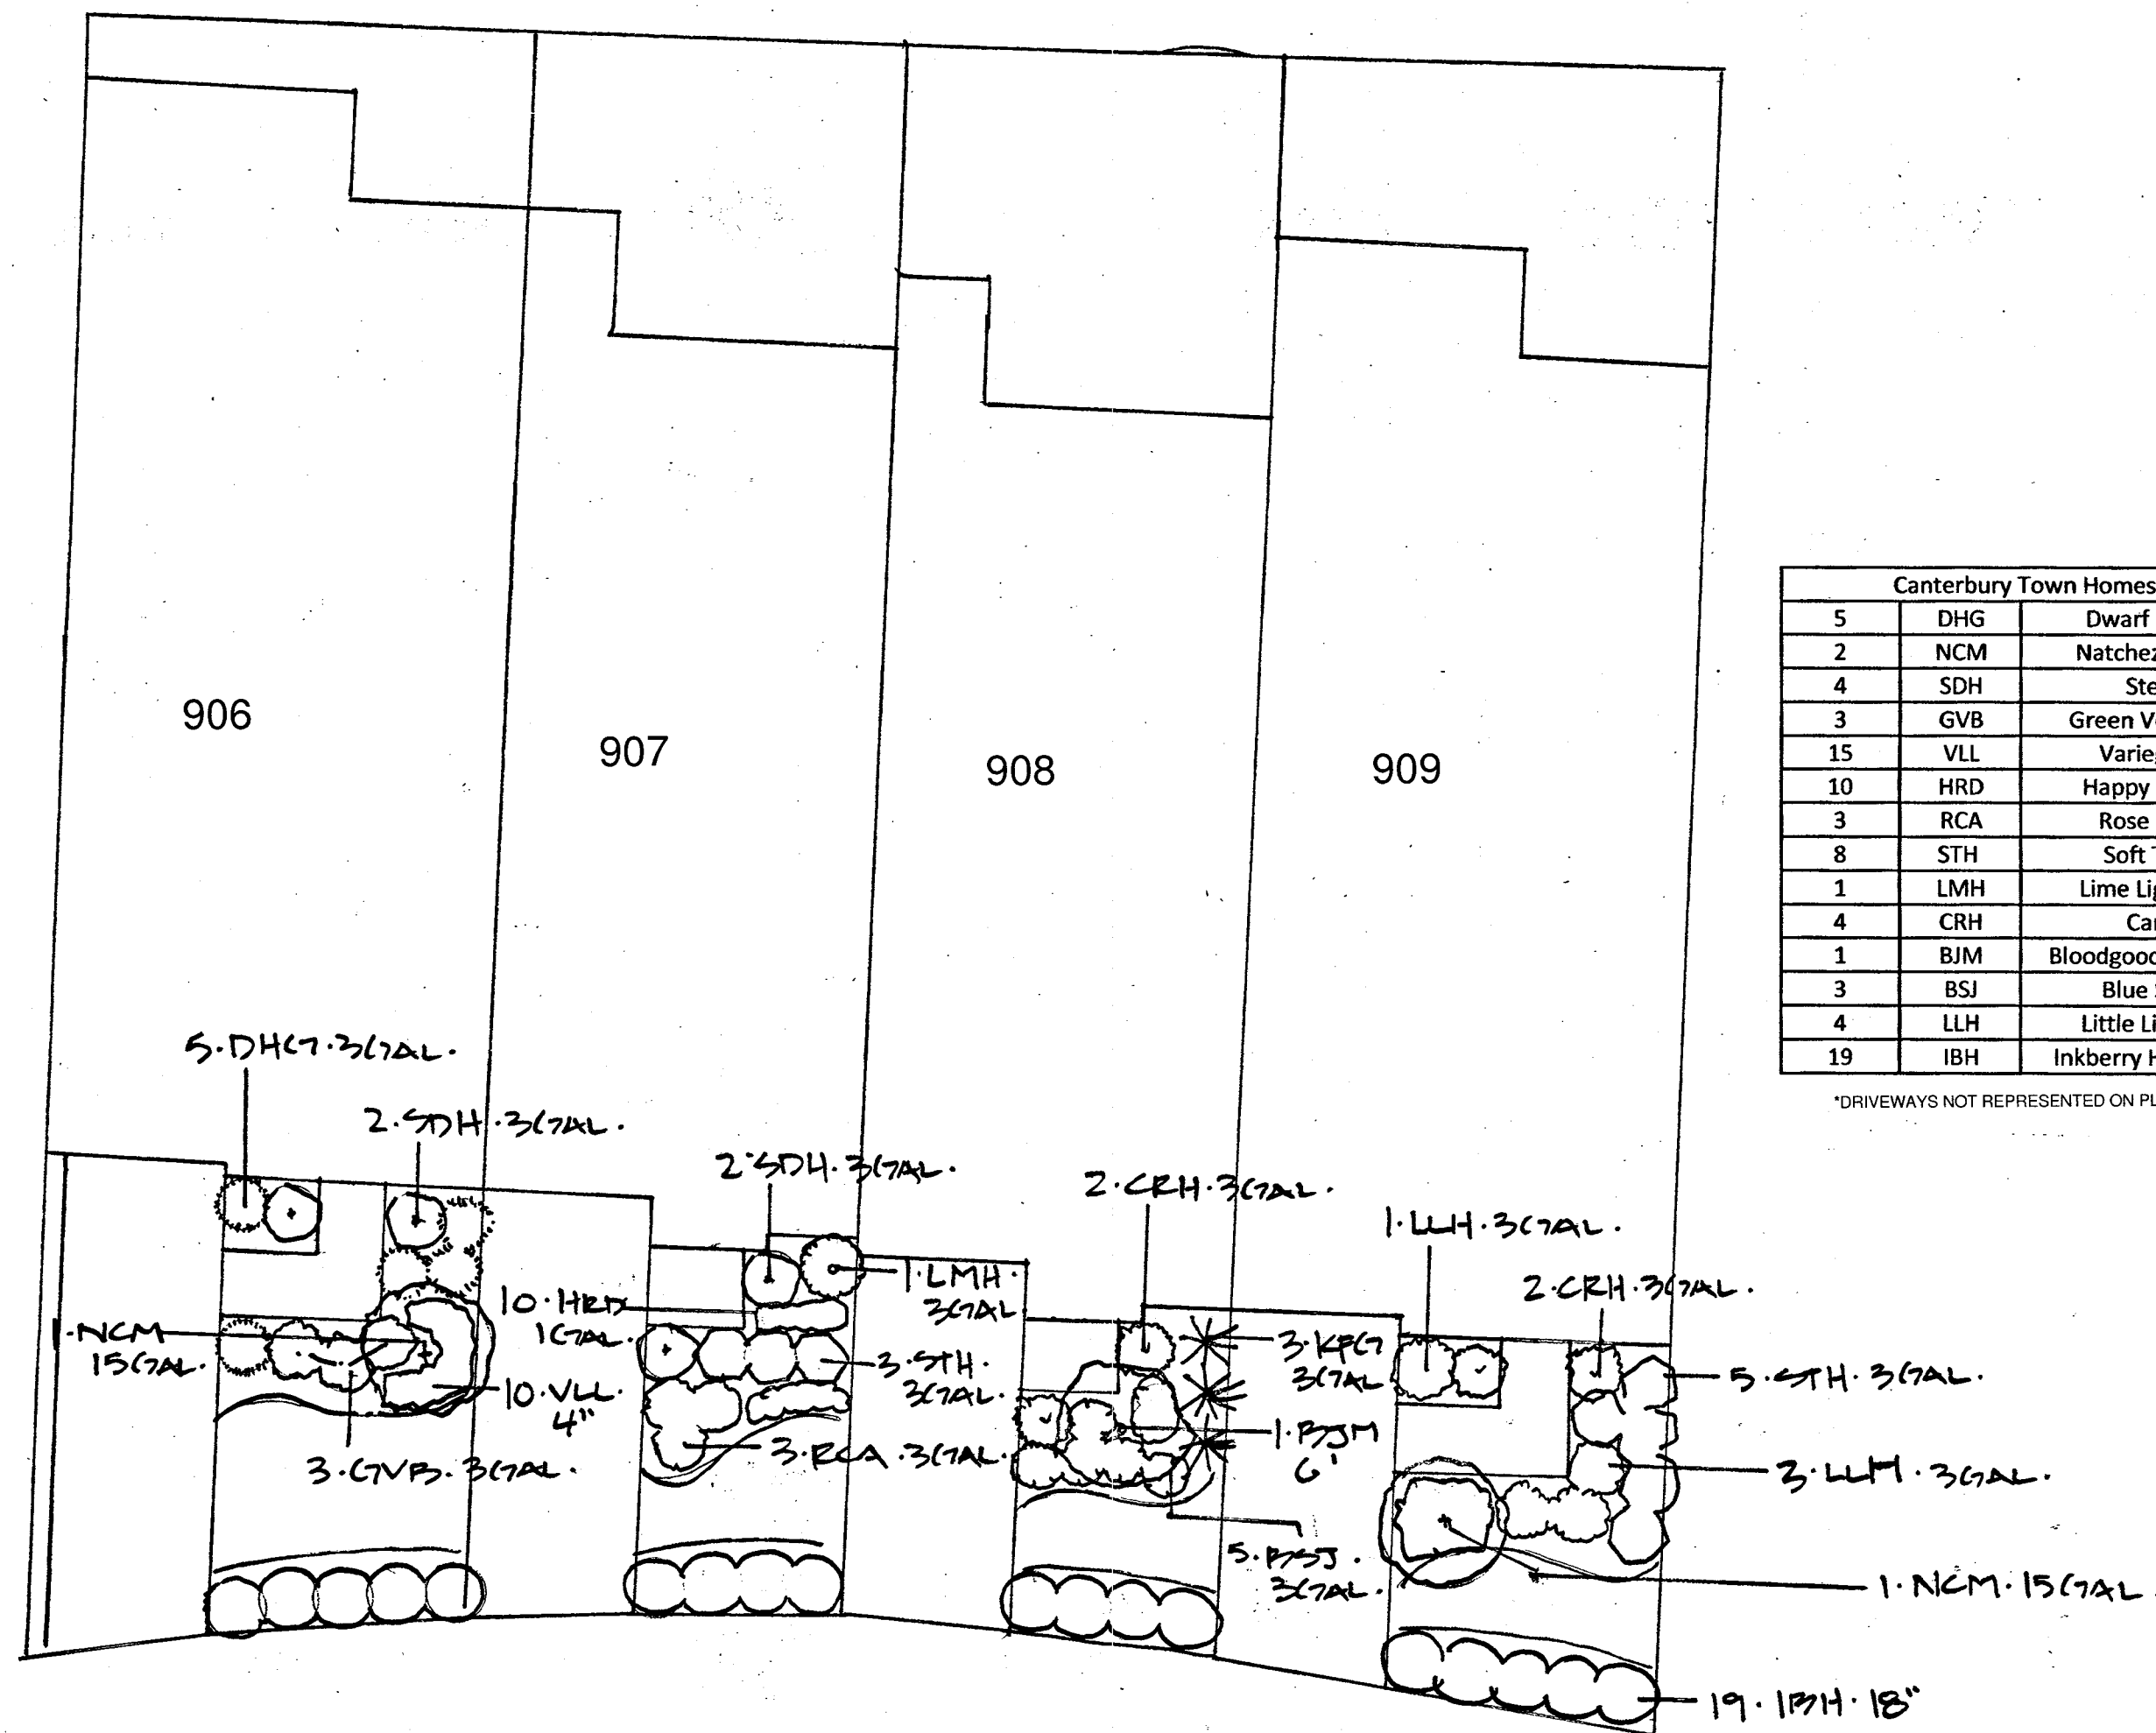 906
907
908
909
Canterbury Town Homes
5 DHG Dwarf
2 NCM Natchez
4 SDH Ste
3 GVB Green V
15 VLL Varie
10 HRD Happy
3 RCA Rose
8 STH Soft T
1 LMH Lime Li
4 CRH Ca
1 BJM Bloodgood
3 BSJ Blue
4 LLH Little Li
19 IBH Inkberry H
*DRIVEWAYS NOT REPRESENTED ON PL
5·DHG·3GAL.
2·SDH·3GAL.
2·SDH·3GAL.
2·CRH·3GAL.
1·LLH·3GAL.
2·CRH·3GAL.
1·LMH·
3GAL
10·HRD
1GAL.
1·NCM
15GAL.
3·KFG
3GAL
3·STH·
3GAL.
5·STH·3GAL.
10·VLL·
4"
1·BJM
6'
3·RCA·3GAL.
3·GVB·3GAL.
3·LLH·3GAL.
5·BSJ·
3GAL.
1·NCM·15GAL
19·IBH·18"